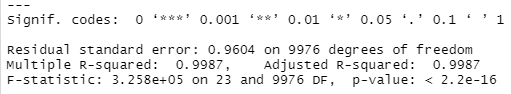 ---
Signif. codes:  0 ‘***’ 0.001 ‘**’ 0.01 ‘*’ 0.05 ‘.’ 0.1 ‘ ’ 1
Residual standard error: 0.9604 on 9976 degrees of freedom
Multiple R-squared:  0.9987,    Adjusted R-squared:  0.9987
F-statistic: 3.258e+05 on 23 and 9976 DF,  p-value: < 2.2e-16